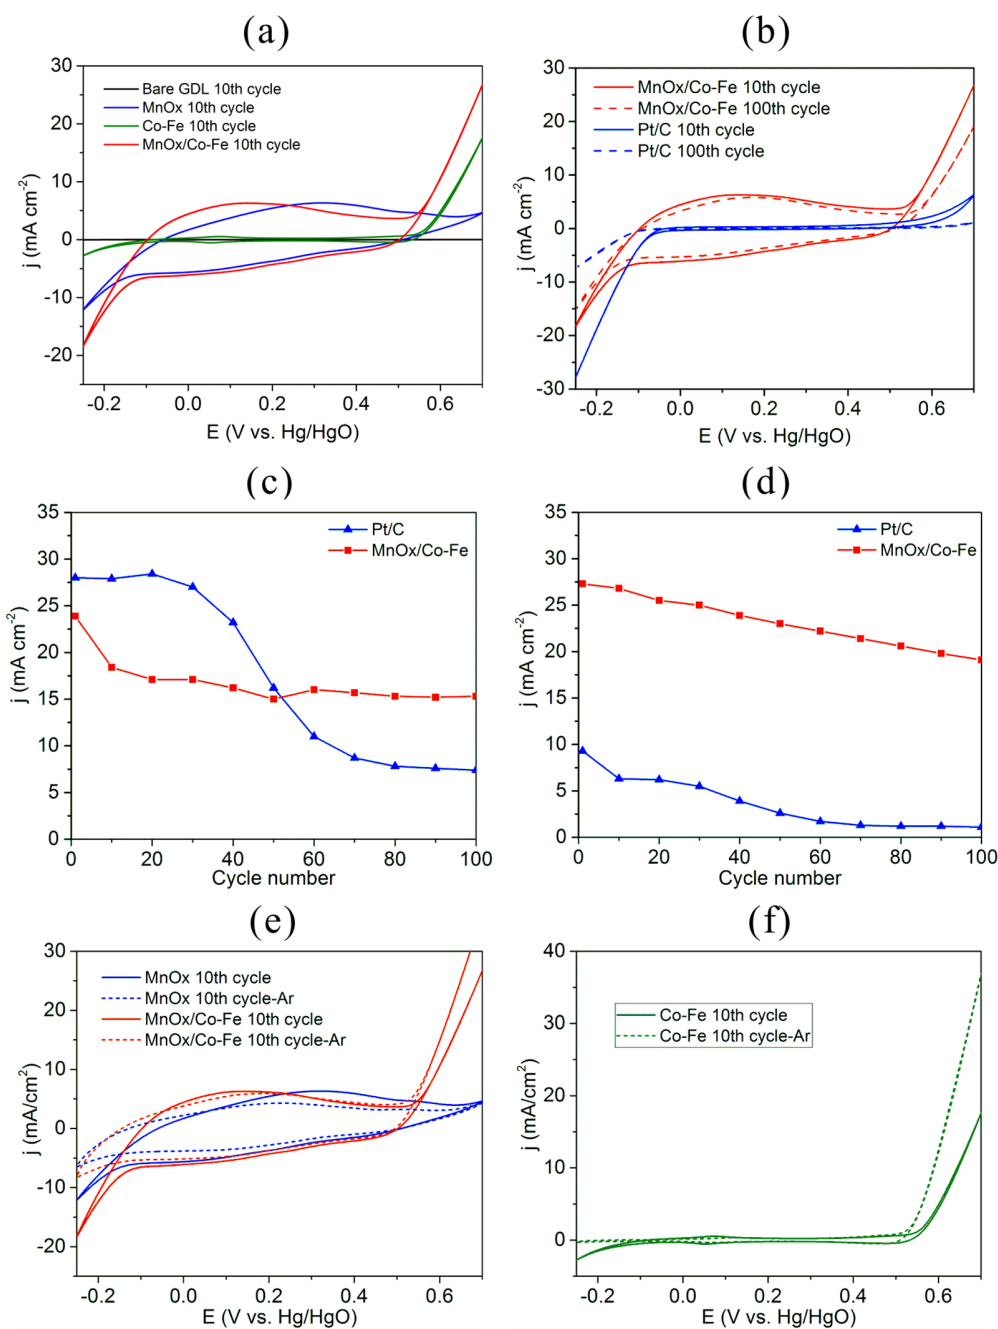 (a)
Bare GDL 10th cycle
MnOx 10th cycle
Co-Fe 10th cycle
MnOx/Co-Fe 10th cycle
30
20
10
0
-10
-20
j (mA cm-2)
-0.2 0.0 0.2 0.4 0.6
E (V vs. Hg/HgO)
(b)
MnOx/Co-Fe 10th cycle
MnOx/Co-Fe 100th cycle
Pt/C 10th cycle
Pt/C 100th cycle
30
20
10
0
-10
-20
-30
j (mA cm-2)
-0.2 0.0 0.2 0.4 0.6
E (V vs. Hg/HgO)
(c)
Pt/C
MnOx/Co-Fe
35
30
25
20
15
10
5
0
j (mA cm-2)
0 20 40 60 80 100
Cycle number
(d)
Pt/C
MnOx/Co-Fe
35
30
25
20
15
10
5
0
j (mA cm-2)
0 20 40 60 80 100
Cycle number
(e)
MnOx 10th cycle
MnOx 10th cycle-Ar
MnOx/Co-Fe 10th cycle
MnOx/Co-Fe 10th cycle-Ar
30
20
10
0
-10
-20
j (mA/cm2)
-0.2 0.0 0.2 0.4 0.6
E (V vs. Hg/HgO)
(f)
Co-Fe 10th cycle
Co-Fe 10th cycle-Ar
40
30
20
10
0
j (mA/cm2)
-0.2 0.0 0.2 0.4 0.6
E (V vs. Hg/HgO)